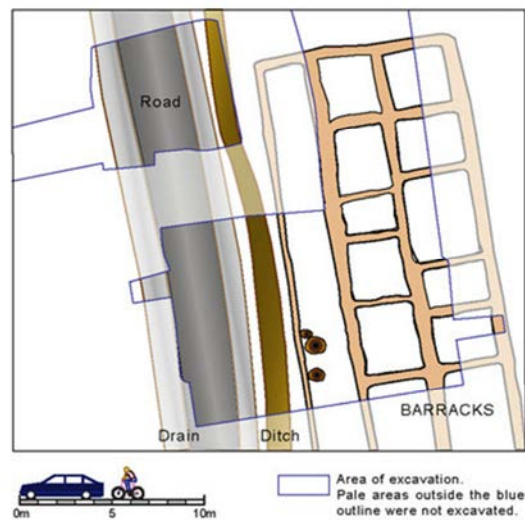 Road
BARRACKS
Drain
Ditch
0m
5
10m
Area of excavation.
Pale areas outside the blue
outline were not excavated.